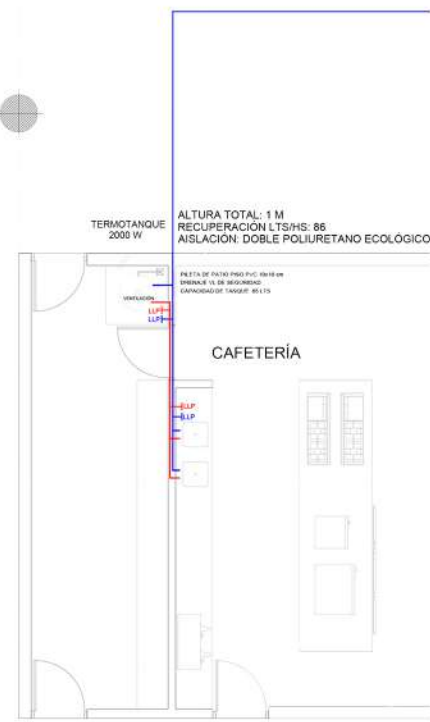 ALTURA TOTAL: 1 M
RECUPERACIÓN LTS/HS: 86
AISLACIÓN: DOBLE POLIURETANO ECOLÓGICO
TERMOTANQUE
2000 W
PILETA DE PATIO PISO PVC 10x10 cm
DRENAJE VL DE SEGURIDAD
CAPACIDAD DE TANQUE 85 LTS
VENTILACIÓN
LLP
LLP
CAFETERÍA
LLP
LLP